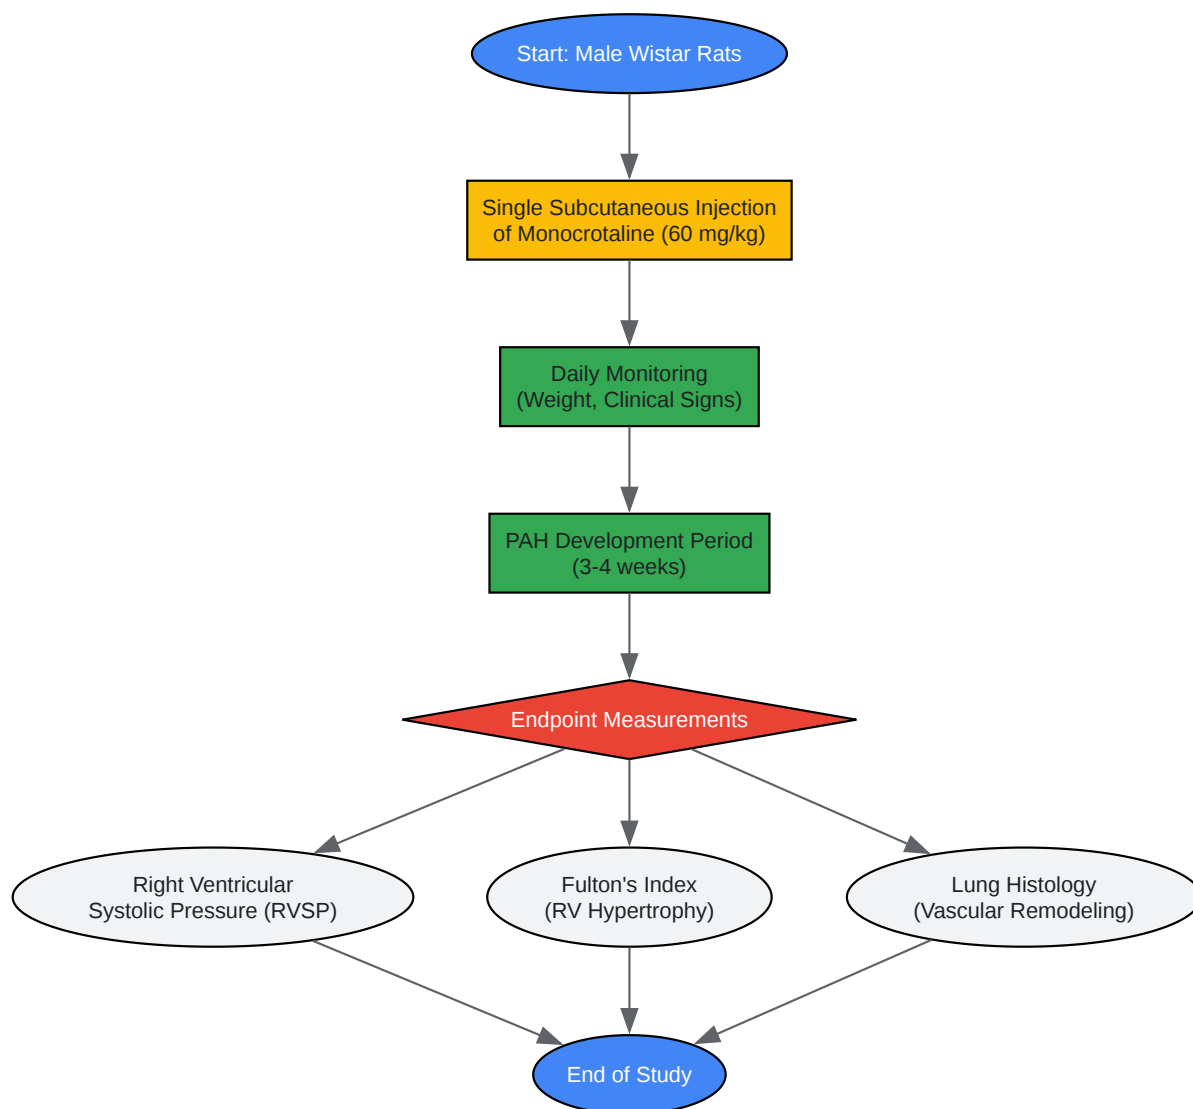 Start: Male Wistar Rats
Single Subcutaneous Injection
of Monocrotaline (60 mg/kg)
Daily Monitoring
(Weight, Clinical Signs)
PAH Development Period
(3-4 weeks)
Endpoint Measurements
Right Ventricular
Systolic Pressure (RVSP)
Fulton's Index
(RV Hypertrophy)
Lung Histology
(Vascular Remodeling)
End of Study